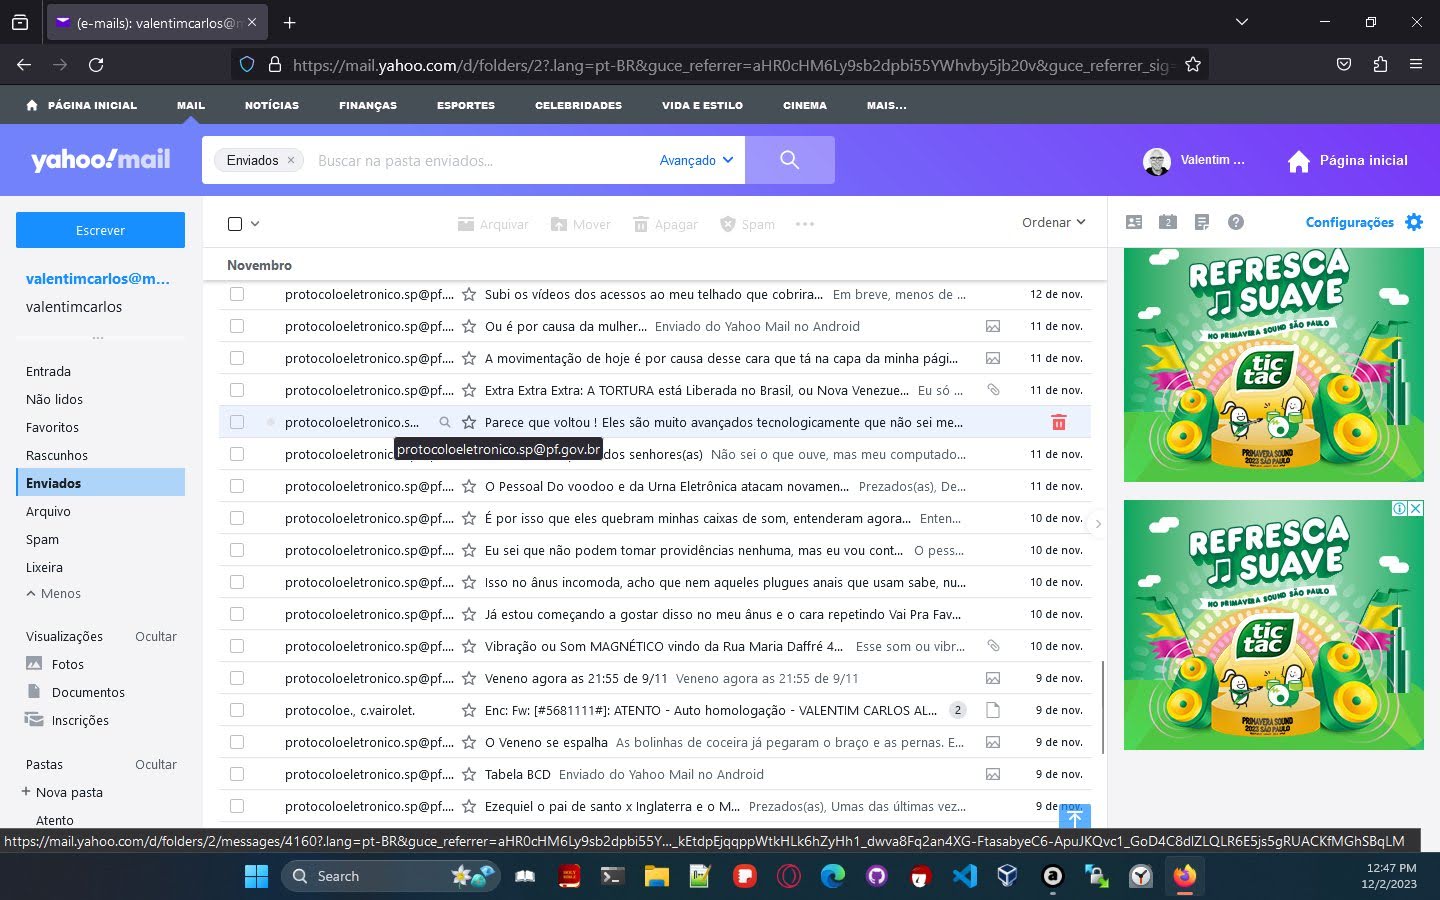 (e-mails): valentimcarlos@m
https://mail.yahoo.com/d/folders/2?.lang=pt-BR&guce_referrer=aHR0cHM6Ly9sb2dpbi55YWhvby5jb20v&guce_referrer_sig=
PÁGINA INICIAL MAIL NOTÍCIAS FINANÇAS ESPORTES CELEBRIDADES VIDA E ESTILO CINEMA MAIS...
yahoo!mail
Enviados
Buscar na pasta enviados...
Avançado
Valentim ...
Página inicial
Escrever
valentimcarlos@m...
valentimcarlos
Entrada
Não lidos
Favoritos
Rascunhos
Enviados
Arquivo
Spam
Lixeira
Menos
Visualizações Ocultar
Fotos
Documentos
Inscrições
Pastas Ocultar
+ Nova pasta
Atento
Arquivar Mover Apagar Spam ...
Ordenar
Novembro
protocoloeletronico.sp@pf.... Subi os vídeos dos acessos ao meu telhado que cobrira... Em breve, menos de ... 12 de nov.
protocoloeletronico.sp@pf.... Ou é por causa da mulher... Enviado do Yahoo Mail no Android 11 de nov.
protocoloeletronico.sp@pf.... A movimentação de hoje é por causa desse cara que tá na capa da minha pági... 11 de nov.
protocoloeletronico.sp@pf.... Extra Extra Extra: A TORTURA está Liberada no Brasil, ou Nova Venezue... Eu só ... 11 de nov.
protocoloeletronico.s... Parece que voltou ! Eles são muito avançados tecnologicamente que não sei me...
protocoloeletronico.sp@pf.gov.br
protocoloeletronic dos senhores(as) Não sei o que ouve, mas meu computado... 11 de nov.
protocoloeletronico.sp@pf.... O Pessoal Do voodoo e da Urna Eletrônica atacam novamen... Prezados(as), De... 11 de nov.
protocoloeletronico.sp@pf.... É por isso que eles quebram minhas caixas de som, entenderam agora... Enten... 10 de nov.
protocoloeletronico.sp@pf.... Eu sei que não podem tomar providências nenhuma, mas eu vou cont... O pess... 10 de nov.
protocoloeletronico.sp@pf.... Isso no ânus incomoda, acho que nem aqueles plugues anais que usam sabe, nu... 10 de nov.
protocoloeletronico.sp@pf.... Já estou começando a gostar disso no meu ânus e o cara repetindo Vai Pra Fav... 10 de nov.
protocoloeletronico.sp@pf.... Vibração ou Som MAGNÉTICO vindo da Rua Maria Daffré 4... Esse som ou vibr... 10 de nov.
protocoloeletronico.sp@pf.... Veneno agora as 21:55 de 9/11 Veneno agora as 21:55 de 9/11 9 de nov.
protocoloe., c.vairolet. Enc: Fw: [#5681111#]: ATENTO - Auto homologação - VALENTIM CARLOS AL... 2 9 de nov.
protocoloeletronico.sp@pf.... O Veneno se espalha As bolinhas de coceira já pegaram o braço e as pernas. E... 9 de nov.
protocoloeletronico.sp@pf.... Tabela BCD Enviado do Yahoo Mail no Android 9 de nov.
protocoloeletronico.sp@pf.... Ezequiel o pai de santo x Inglaterra e o M... Prezados(as), Umas das últimas vez... 9 de nov.
2
Configurações
REFRESCA
SUAVE
NO PRIMAVERA SOUND SÃO PAULO
tic
tac
PRIMAVERA
SOUND
2023 SÃO PAULO
REFRESCA
SUAVE
NO PRIMAVERA SOUND SÃO PAULO
tic
tac
PRIMAVERA
SOUND
2023 SÃO PAULO
https://mail.yahoo.com/d/folders/2/messages/4160?.lang=pt-BR&guce_referrer=aHR0cHM6Ly9sb2dpbi55Y..._kEtdpEjqqppWtkHLk6hZyHh1_dwva8Fq2an4XG-FtasabyeC6-ApuJKQvc1_GoD4C8dlZLQLR6E5js5gRUACKfMGhSBqLM
Search
12:47 PM
12/2/2023